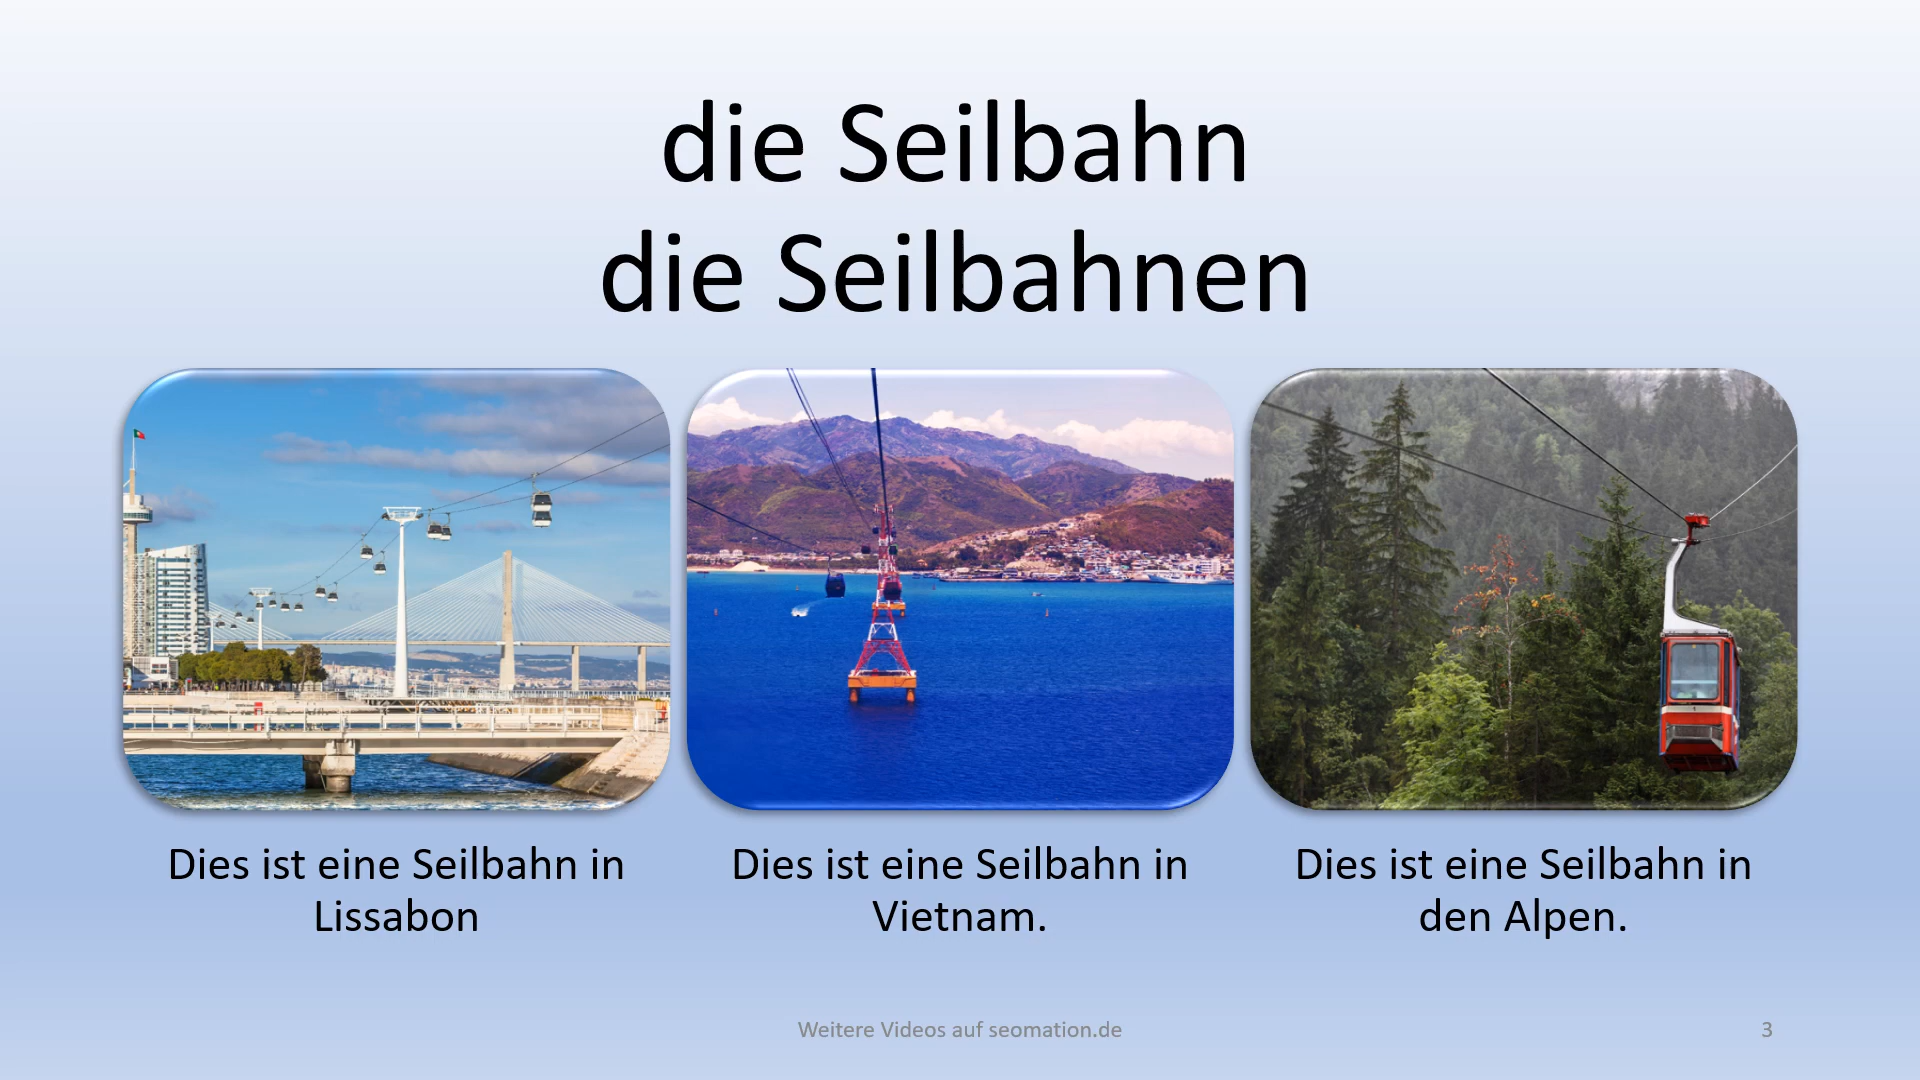 die Seilbahn
die Seilbahnen
Dies ist eine Seilbahn in
Lissabon
Dies ist eine Seilbahn in
Vietnam.
Dies ist eine Seilbahn in
den Alpen.
Weitere Videos auf seomation.de
3